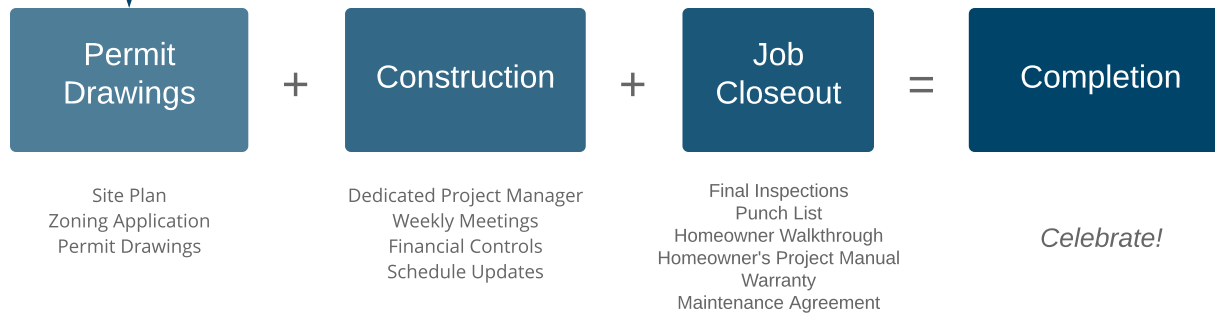 Permit
Drawings
+
Construction
+
Job
Closeout
=
Completion
Site Plan
Zoning Application
Permit Drawings
Dedicated Project Manager
Weekly Meetings
Financial Controls
Schedule Updates
Final Inspections
Punch List
Homeowner Walkthrough
Homeowner's Project Manual
Warranty
Maintenance Agreement
Celebrate!